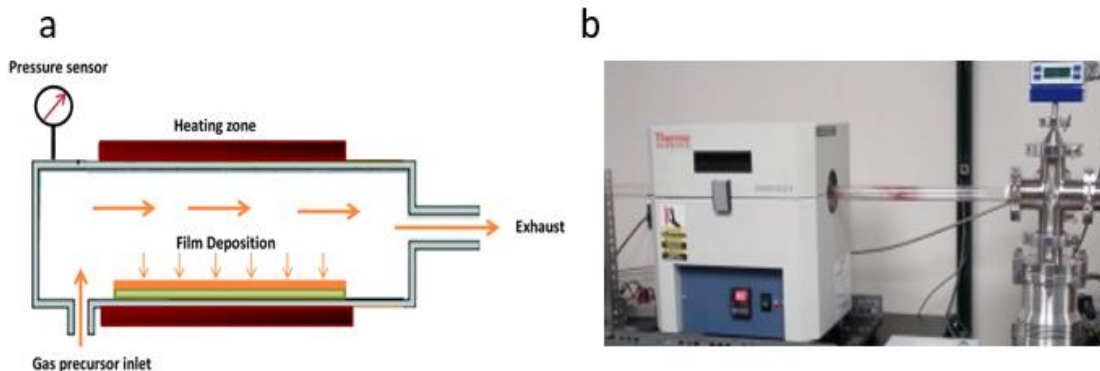 a
b
Pressure sensor
Heating zone
Exhaust
Film Deposition
Gas precursor inlet
Thermo